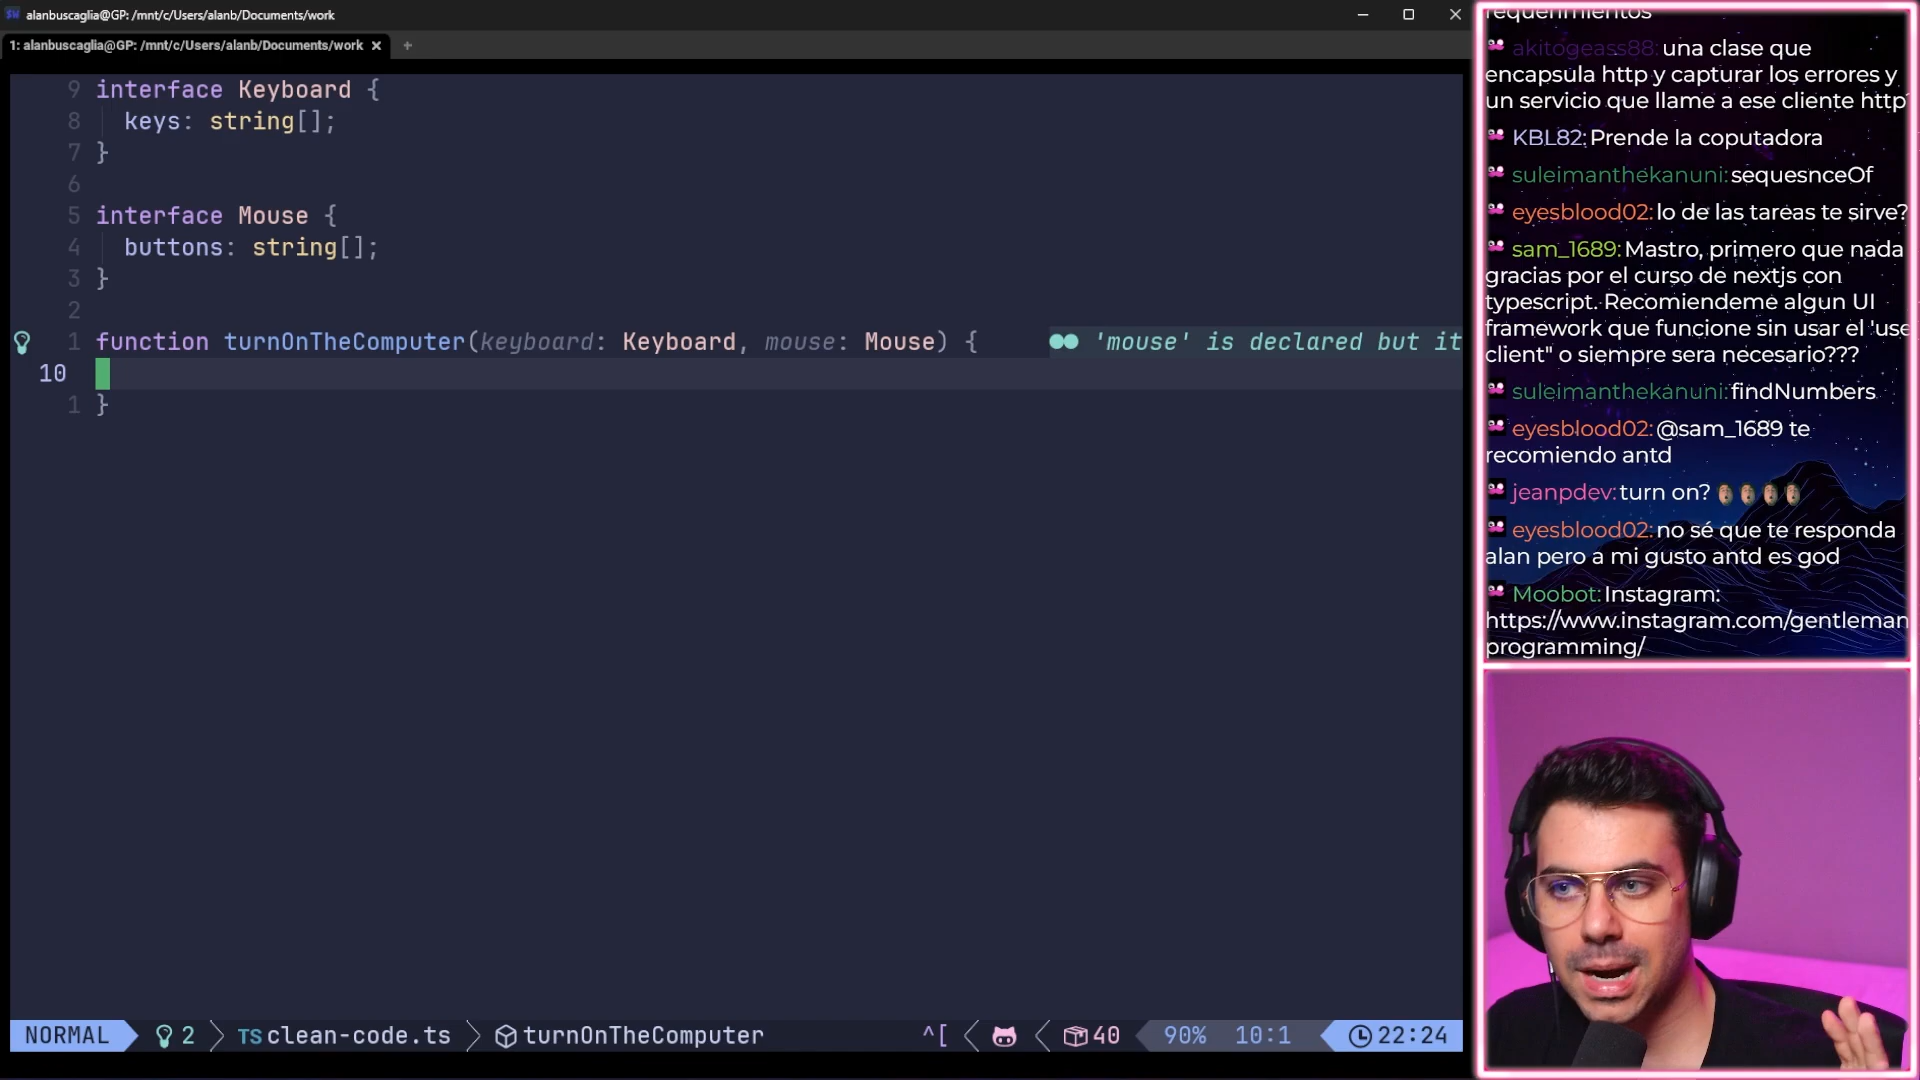 alanbuscaglia@GP: /mnt/c/Users/alanb/Documents/work
1: alanbuscaglia@GP: /mnt/c/Users/alanb/Documents/work
9 interface Keyboard {
8 keys: string[];
7 }
6
5 interface Mouse {
4 buttons: string[];
3 }
2
1 function turnOnTheComputer(keyboard: Keyboard, mouse: Mouse) { 'mouse' is declared but it
10
1 }
NORMAL 2 TS clean-code.ts turnOnTheComputer ^[ 40 90% 10:1 22:24
requerimientos
akitogeass88: una clase que
encapsula http y capturar los errores y
un servicio que llame a ese cliente http
KBL82: Prende la coputadora
suleimanthekanuni: sequesnceOf
eyesblood02: lo de las tareas te sirve?
sam_1689: Mastro, primero que nada
gracias por el curso de nextjs con
typescript. Recomiendeme algun UI
framework que funcione sin usar el 'use
client" o siempre sera necesario???
suleimanthekanuni: findNumbers
eyesblood02: @sam_1689 te
recomiendo antd
jeanpdev: turn on?
eyesblood02: no sé que te responda
alan pero a mi gusto antd es god
Moobot: Instagram:
https://www.instagram.com/gentleman
programming/